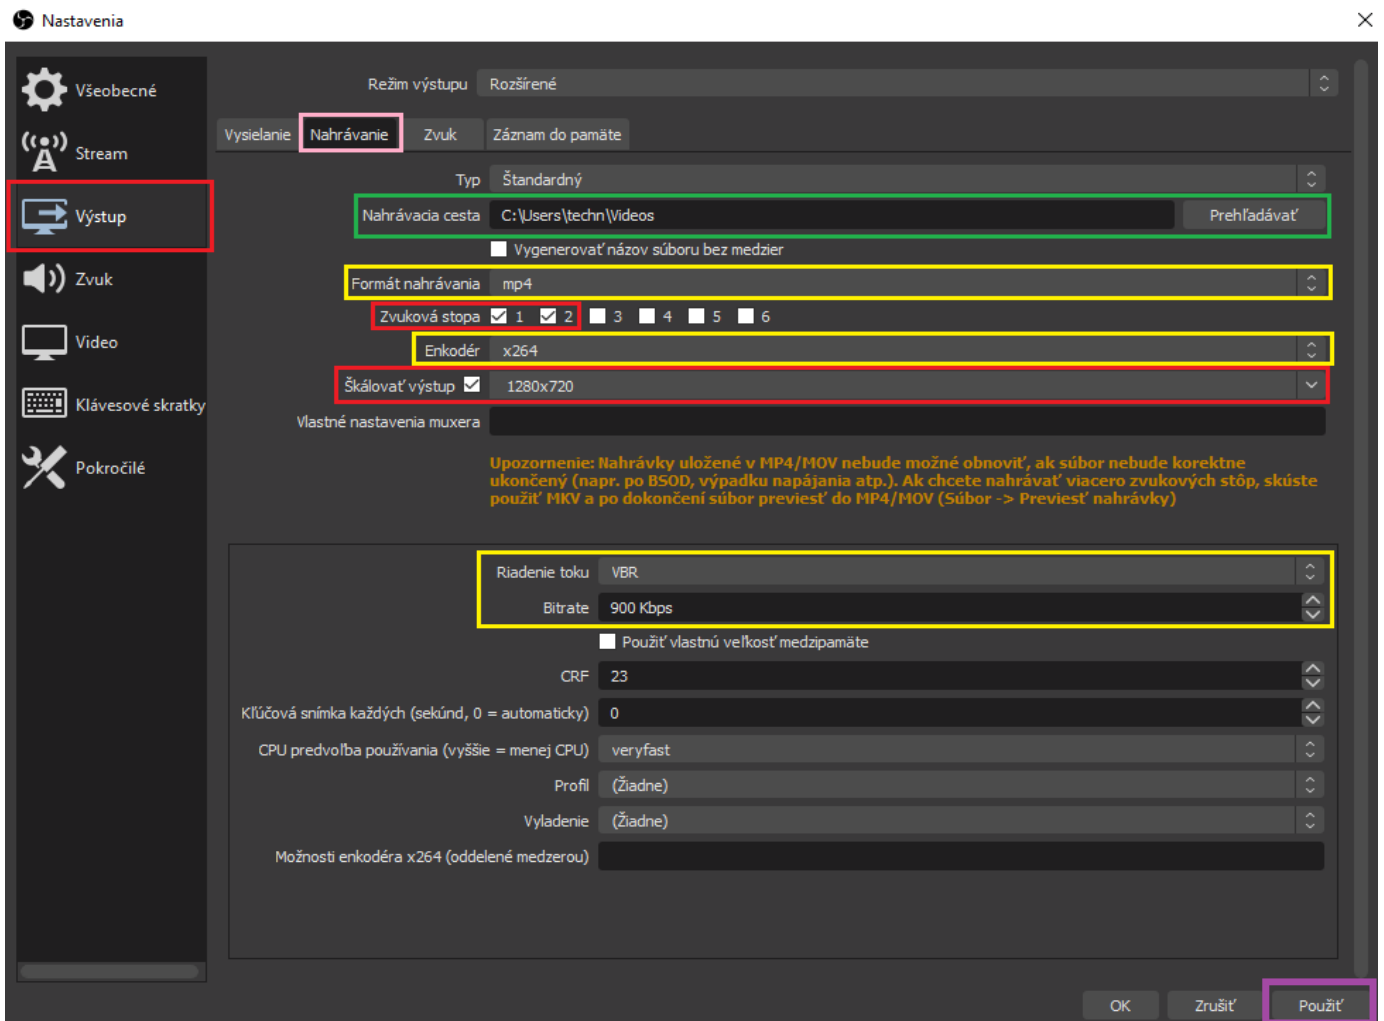 Nastavenia
Všeobecné
Stream
Výstup
Zvuk
Video
Klávesové skratky
Pokročilé
Režim výstupu Rozšírené
Vysielanie Nahrávanie Zvuk Záznam do pamäte
Typ Štandardný
Nahrávacia cesta C:\Users\techn\Videos Prehľadávať
Vygenerovať názov súboru bez medzier
Formát nahrávania mp4
Zvuková stopa 1 2 3 4 5 6
Enkodér x264
Škálovať výstup 1280x720
Vlastné nastavenia muxera
Upozornenie: Nahrávky uložené v MP4/MOV nebude možné obnoviť, ak súbor nebude korektne
ukončený (napr. po BSOD, výpadku napájania atp.). Ak chcete nahrávať viacero zvukových stôp, skúste
použiť MKV a po dokončení súbor previesť do MP4/MOV (Súbor -> Previesť nahrávky)
Riadenie toku VBR
Bitrate 900 Kbps
Použiť vlastnú veľkosť medzipamäte
CRF 23
Kľúčová snímka každých (sekúnd, 0 = automaticky) 0
CPU predvoľba používania (vyššie = menej CPU) veryfast
Profil (Žiadne)
Vyladenie (Žiadne)
Možnosti enkodéra x264 (oddelené medzerou)
OK Zrušiť Použiť